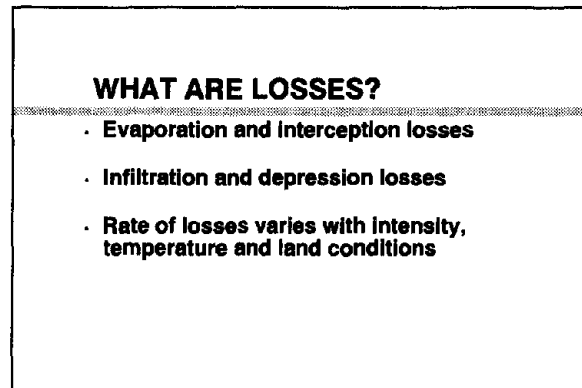 WHAT ARE LOSSES?
· Evaporation and interception losses
· Infiltration and depression losses
· Rate of losses varies with intensity,
temperature and land conditions